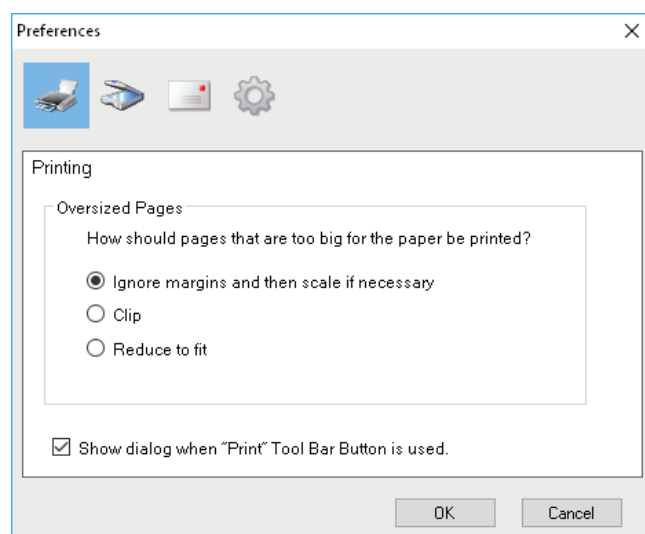 Preferences
Printing
Oversized Pages
How should pages that are too big for the paper be printed?
Ignore margins and then scale if necessary
Clip
Reduce to fit
Show dialog when "Print" Tool Bar Button is used.
OK Cancel